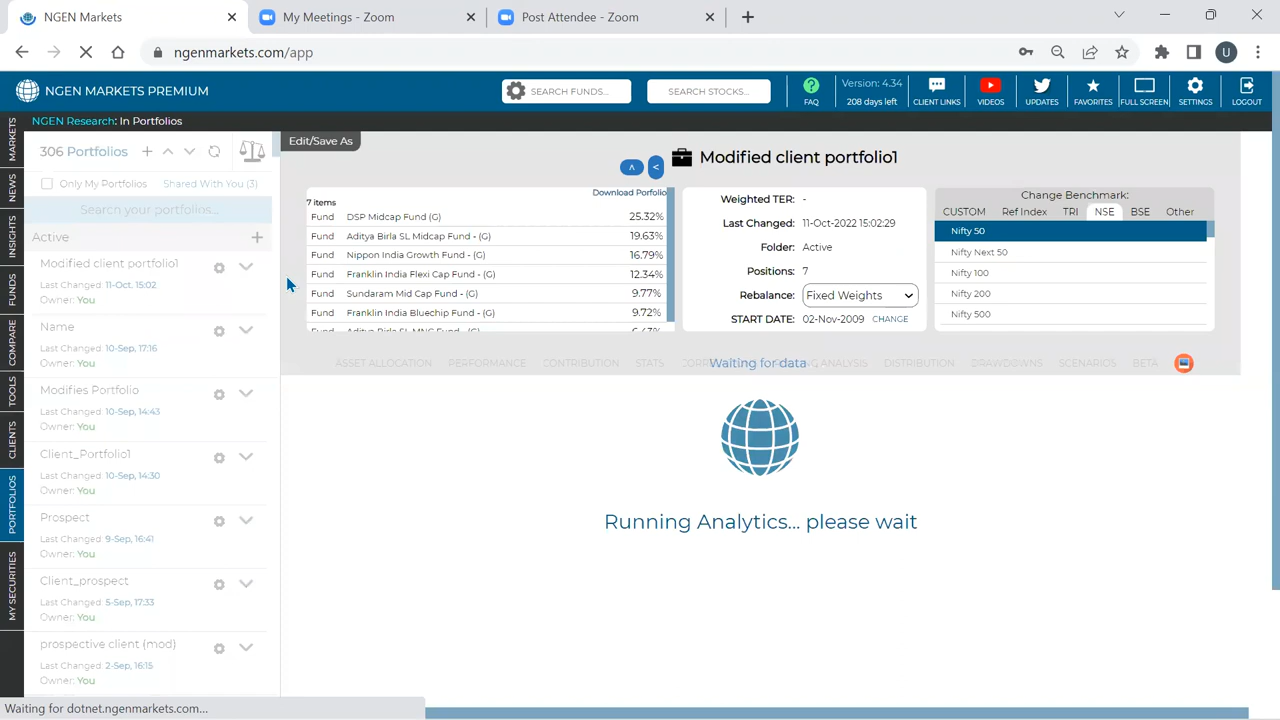 NGEN Markets
My Meetings - Zoom
Post Attendee - Zoom
ngenmarkets.com/app
U
NGEN MARKETS PREMIUM
SEARCH FUNDS...
SEARCH STOCKS...
FAQ
Version: 4.34
208 days left
CLIENT LINKS
VIDEOS
UPDATES
FAVORITES
FULL SCREEN
SETTINGS
LOGOUT
NGEN Research: In Portfolios
MARKETS
NEWS
INSIGHTS
FUNDS
COMPARE
TOOLS
CLIENTS
PORTFOLIOS
MY SECURITIES
306 Portfolios
Only My Portfolios
Shared With You (3)
Search your portfolios...
Active
Modified client portfolio1
Last Changed: 11-Oct, 15:02
Owner: You
Name
Last Changed: 10-Sep, 17:16
Owner: You
Modifies Portfolio
Last Changed: 10-Sep, 14:43
Owner: You
Client_Portfolio1
Last Changed: 10-Sep, 14:30
Owner: You
Prospect
Last Changed: 9-Sep, 16:41
Owner: You
Client_prospect
Last Changed: 5-Sep, 17:33
Owner: You
prospective client (mod)
Last Changed: 2-Sep, 16:15
Owner: You
Edit/Save As
Modified client portfolio1
Download Porfolio
7 items
Fund DSP Midcap Fund (G) 25.32%
Fund Aditya Birla SL Midcap Fund - (G) 19.63%
Fund Nippon India Growth Fund - (G) 16.79%
Fund Franklin India Flexi Cap Fund - (G) 12.34%
Fund Sundaram Mid Cap Fund - (G) 9.77%
Fund Franklin India Bluechip Fund - (G) 9.72%
Fund Aditya Birla SL MNC Fund - (G) 6.43%
Weighted TER: -
Last Changed: 11-Oct-2022 15:02:29
Folder: Active
Positions: 7
Rebalance: Fixed Weights
START DATE: 02-Nov-2009 CHANGE
Change Benchmark:
CUSTOM Ref Index TRI NSE BSE Other
Nifty 50
Nifty Next 50
Nifty 100
Nifty 200
Nifty 500
ASSET ALLOCATION PERFORMANCE CONTRIBUTION STATS ANALYSIS DISTRIBUTION DRAWDOWNS SCENARIOS BETA
Waiting for data
Running Analytics... please wait
Waiting for dotnet.ngenmarkets.com...